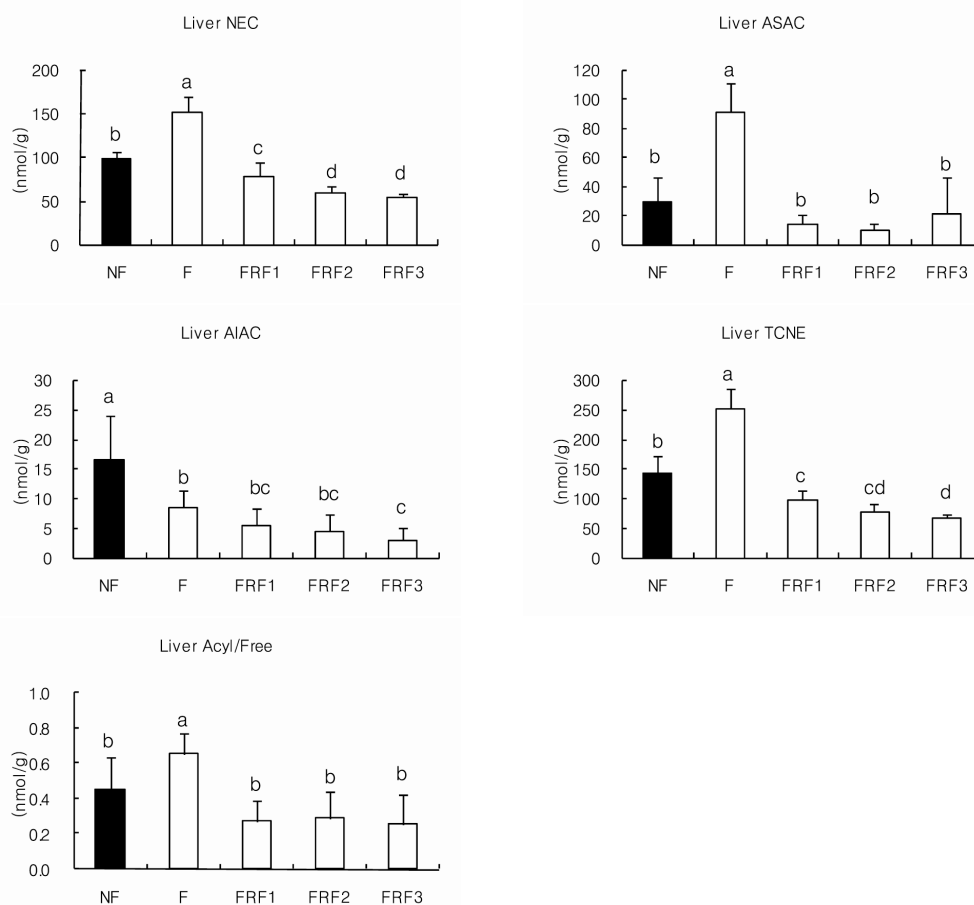 Liver NEC
(nmol/g)
200
150
100
50
0
b
a
c
d
d
NF F FRF1 FRF2 FRF3
Liver ASAC
(nmol/g)
120
100
80
60
40
20
0
b
a
b
b
b
NF F FRF1 FRF2 FRF3
Liver AIAC
(nmol/g)
30
25
20
15
10
5
0
a
b
bc
bc
c
NF F FRF1 FRF2 FRF3
Liver TCNE
(nmol/g)
300
250
200
150
100
50
0
b
a
c
cd
d
NF F FRF1 FRF2 FRF3
Liver Acyl/Free
(nmol/g)
1.0
0.8
0.6
0.4
0.2
0.0
b
a
b
b
b
NF F FRF1 FRF2 FRF3